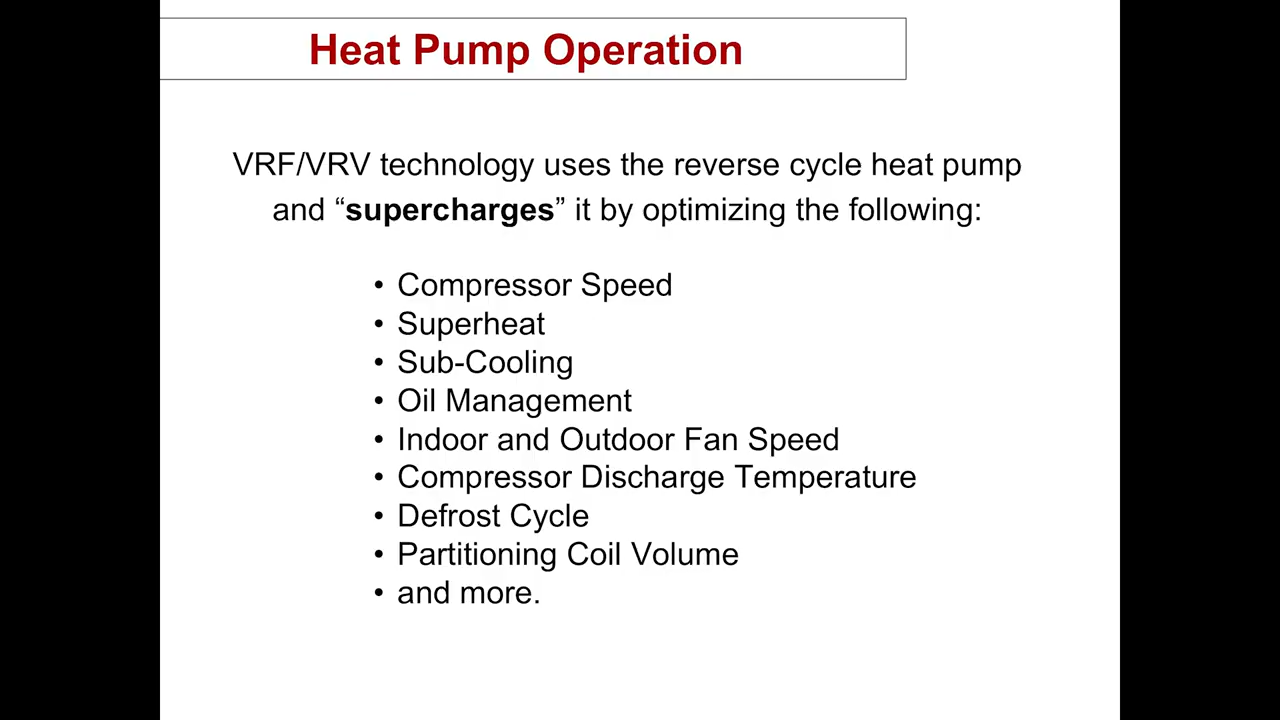 Heat Pump Operation
VRF/VRV technology uses the reverse cycle heat pump
and “supercharges” it by optimizing the following:
• Compressor Speed
• Superheat
• Sub-Cooling
• Oil Management
• Indoor and Outdoor Fan Speed
• Compressor Discharge Temperature
• Defrost Cycle
• Partitioning Coil Volume
• and more.